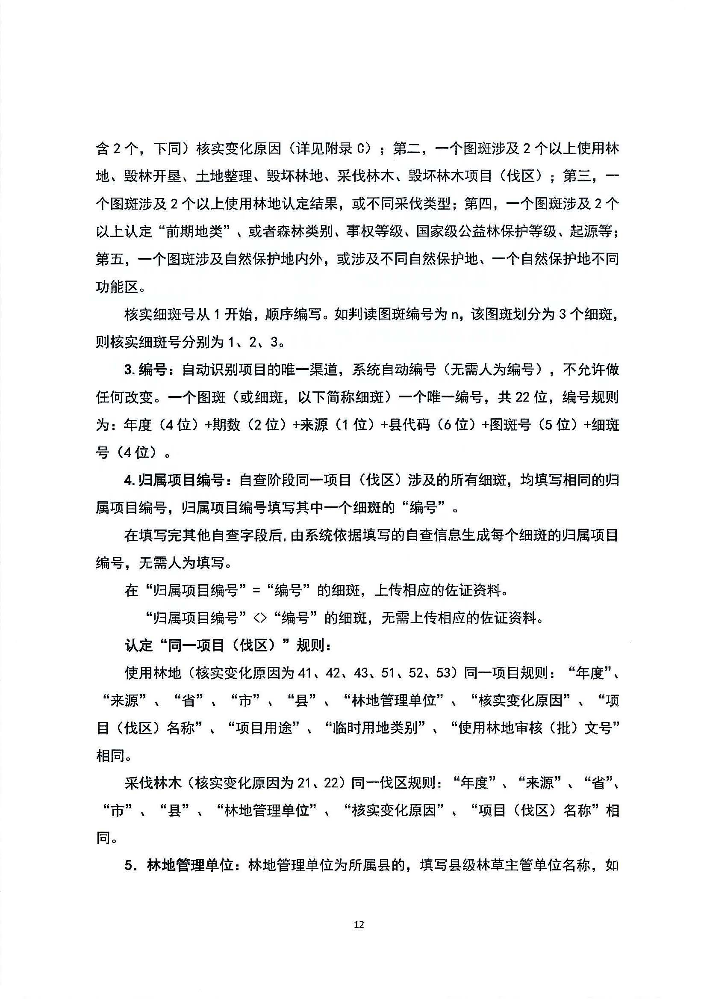 含 2 个，下同）核实变化原因（详见附录 C）；第二，一个图斑涉及 2 个以上使用林
地、毁林开垦、土地整理、毁坏林地、采伐林木、毁坏林木项目（伐区）；第三，一
个图斑涉及 2 个以上使用林地认定结果，或不同采伐类型；第四，一个图斑涉及 2 个
以上认定“前期地类”、或者森林类别、事权等级、国家级公益林保护等级、起源等；
第五，一个图斑涉及自然保护地内外，或涉及不同自然保护地、一个自然保护地不同
功能区。
核实细斑号从 1 开始，顺序编写。如判读图斑编号为 n，该图斑划分为 3 个细斑，
则核实细斑号分别为 1、2、3。
3. 编号：自动识别项目的唯一渠道，系统自动编号（无需人为编号），不允许做
任何改变。一个图斑（或细斑，以下简称细斑）一个唯一编号，共 22 位，编号规则
为：年度（4 位）+期数（2 位）+来源（1 位）+县代码（6 位）+图斑号（5 位）+细斑
号（4 位）。
4. 归属项目编号：自查阶段同一项目（伐区）涉及的所有细斑，均填写相同的归
属项目编号，归属项目编号填写其中一个细斑的“编号”。
在填写完其他自查字段后, 由系统依据填写的自查信息生成每个细斑的归属项目
编号，无需人为填写。
在“归属项目编号”=“编号”的细斑，上传相应的佐证资料。
“归属项目编号”<>“编号”的细斑，无需上传相应的佐证资料。
认定“同一项目（伐区）”规则：
使用林地（核实变化原因为 41、42、43、51、52、53）同一项目规则：“年度”、
“来源”、“省”、“市”、“县”、“林地管理单位”、“核实变化原因”、“项
目（伐区）名称”、“项目用途”、“临时用地类别”、“使用林地审核（批）文号”
相同。
采伐林木（核实变化原因为 21、22）同一伐区规则：“年度”、“来源”、“省”、
“市”、“县”、“林地管理单位”、“核实变化原因”、“项目（伐区）名称”相
同。
5. 林地管理单位：林地管理单位为所属县的，填写县级林草主管单位名称，如
12